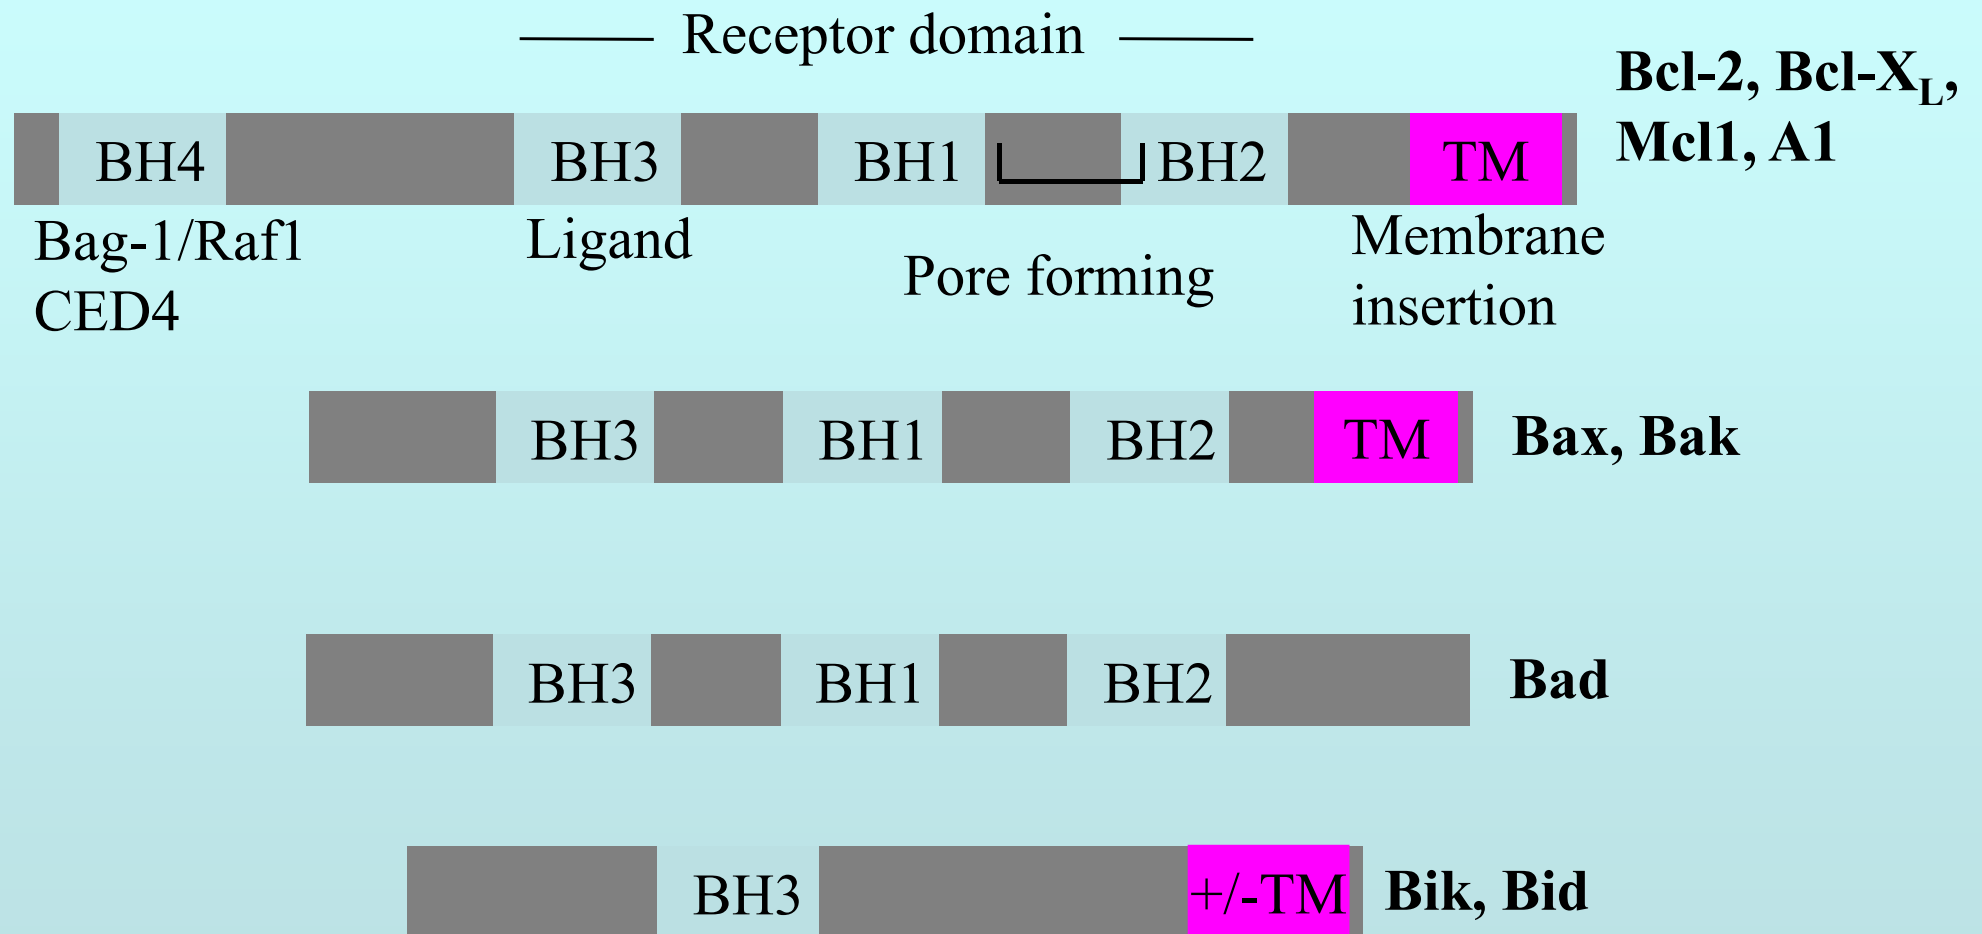 Receptor domain
Bcl-2, Bcl-XL,
Mcl1, A1
BH4 BH3 BH1 BH2 TM
Bag-1/Raf1
CED4
Ligand
Pore forming
Membrane
insertion
BH3 BH1 BH2 TM Bax, Bak
BH3 BH1 BH2 Bad
BH3 +/-TM Bik, Bid